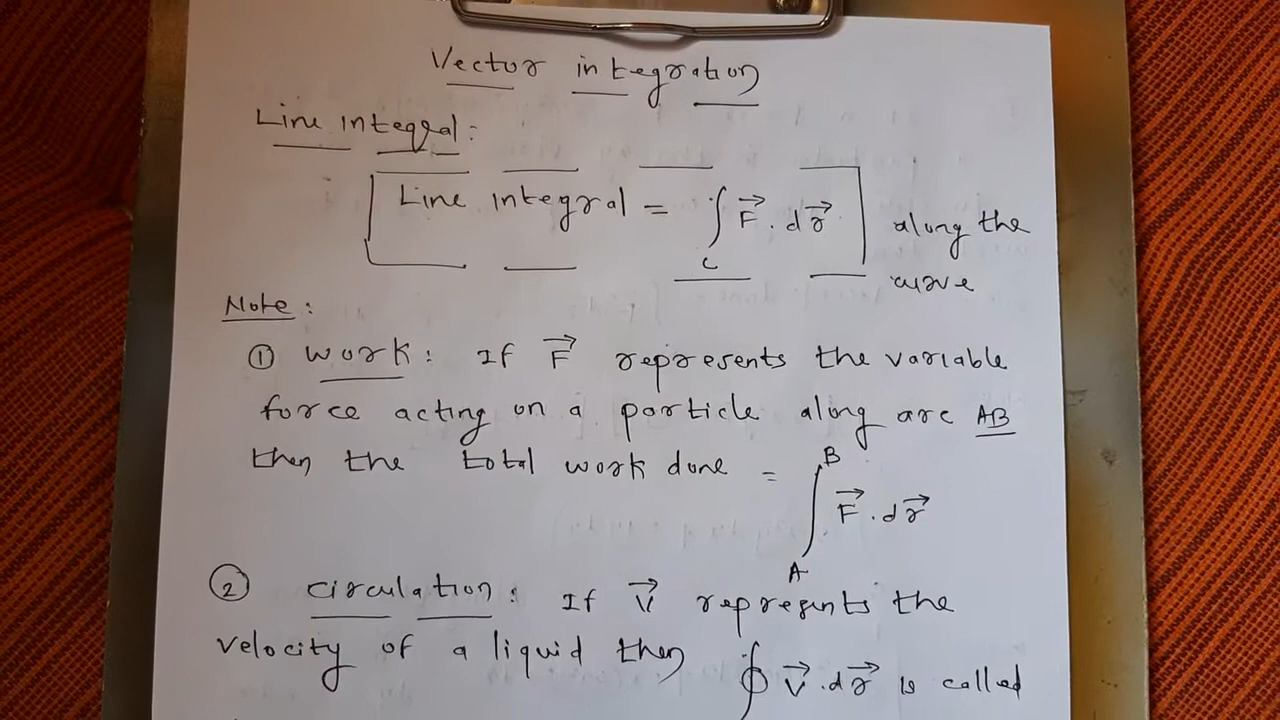 Vector integration
Line integral:
Line integral = ∫_C F⃗ . dr⃗ along the
curve
Note:
① Work: If F⃗ represents the variable
force acting on a particle along arc AB
then the total work done = ∫_A^B F⃗ . dr⃗
② circulation: If V⃗ represents the
velocity of a liquid then ∮ V⃗ . dr⃗ is called